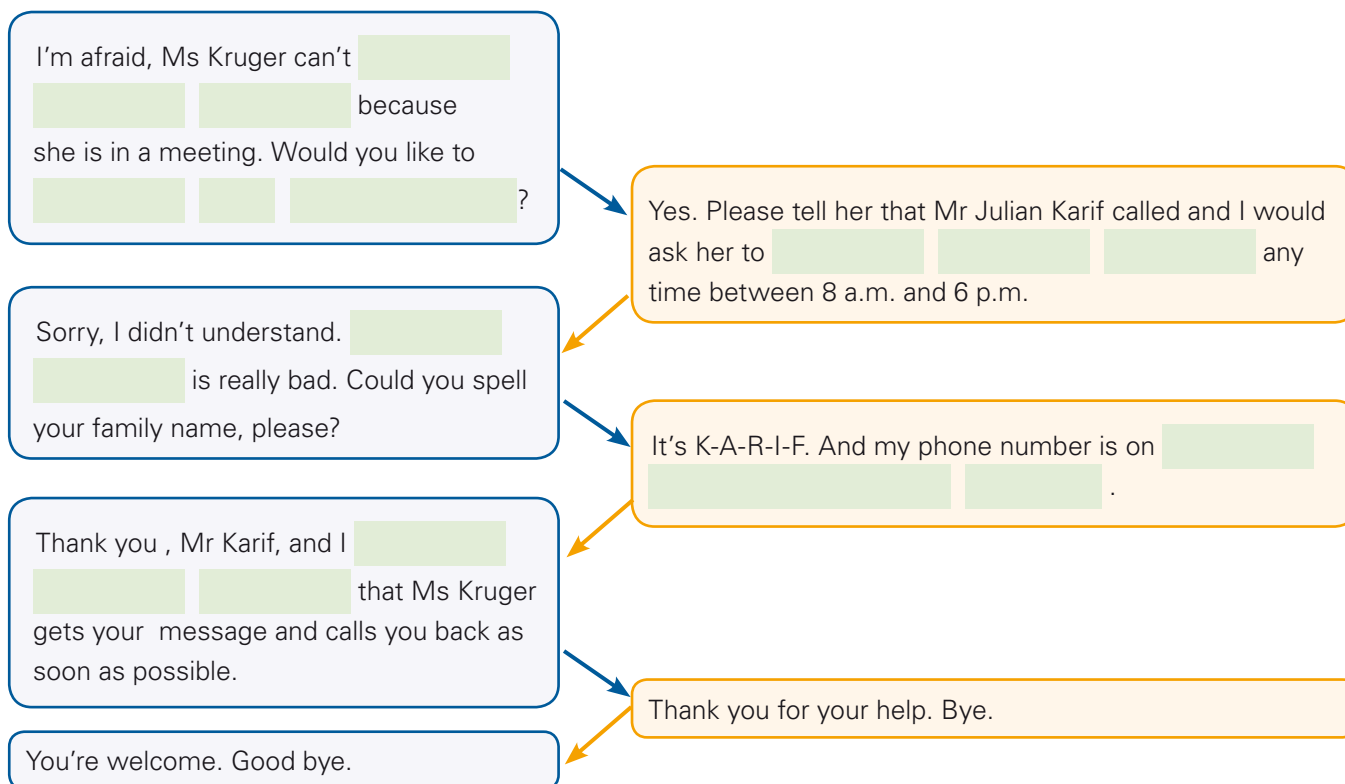 I'm afraid, Ms Kruger can't
because
she is in a meeting. Would you like to
?
Yes. Please tell her that Mr Julian Karif called and I would
ask her to any
time between 8 a.m. and 6 p.m.
Sorry, I didn't understand.
is really bad. Could you spell
your family name, please?
It's K-A-R-I-F. And my phone number is on
.
Thank you , Mr Karif, and I
that Ms Kruger
gets your message and calls you back as
soon as possible.
Thank you for your help. Bye.
You're welcome. Good bye.